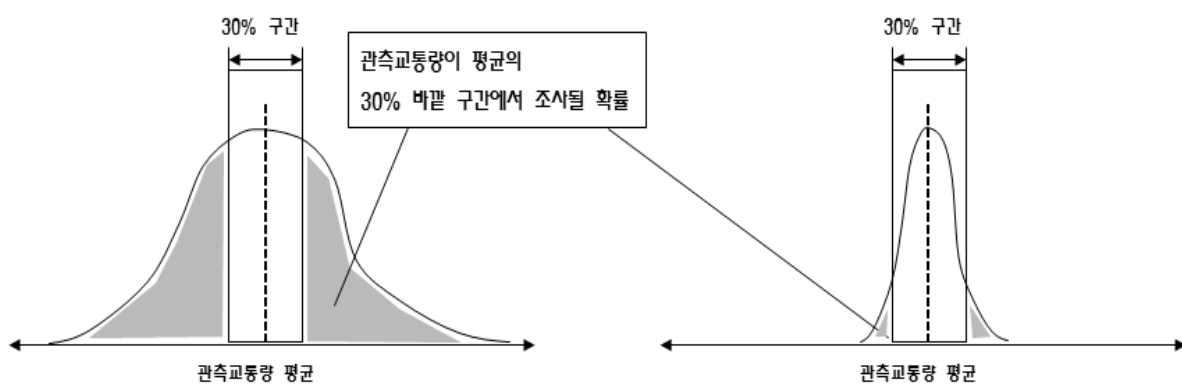 30% 구간
관측교통량이 평균의
30% 바깥 구간에서 조사될 확률
30% 구간
관측교통량 평균
관측교통량 평균